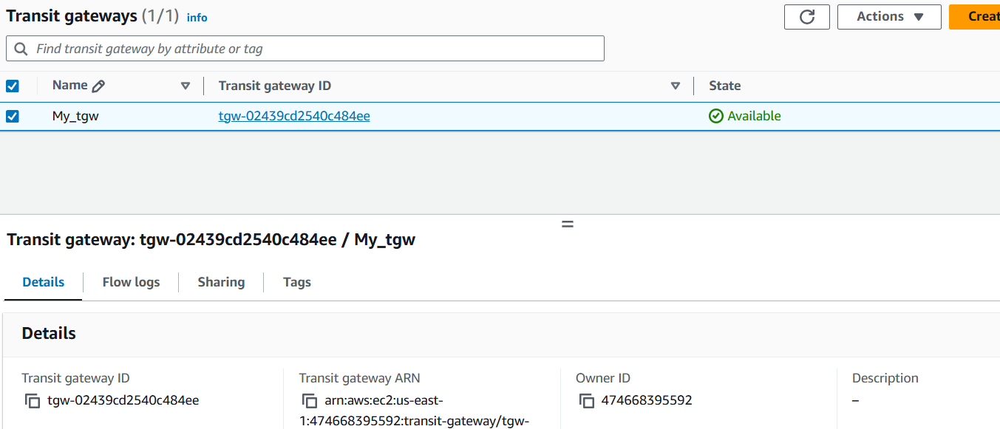 Transit gateways (1/1) info
Actions
Creat
Find transit gateway by attribute or tag
Name Transit gateway ID State
My_tgw tgw-02439cd2540c484ee Available
Transit gateway: tgw-02439cd2540c484ee / My_tgw
Details Flow logs Sharing Tags
Details
Transit gateway ID Transit gateway ARN Owner ID Description
tgw-02439cd2540c484ee arn:aws:ec2:us-east- 474668395592 –
1:474668395592:transit-gateway/tgw-